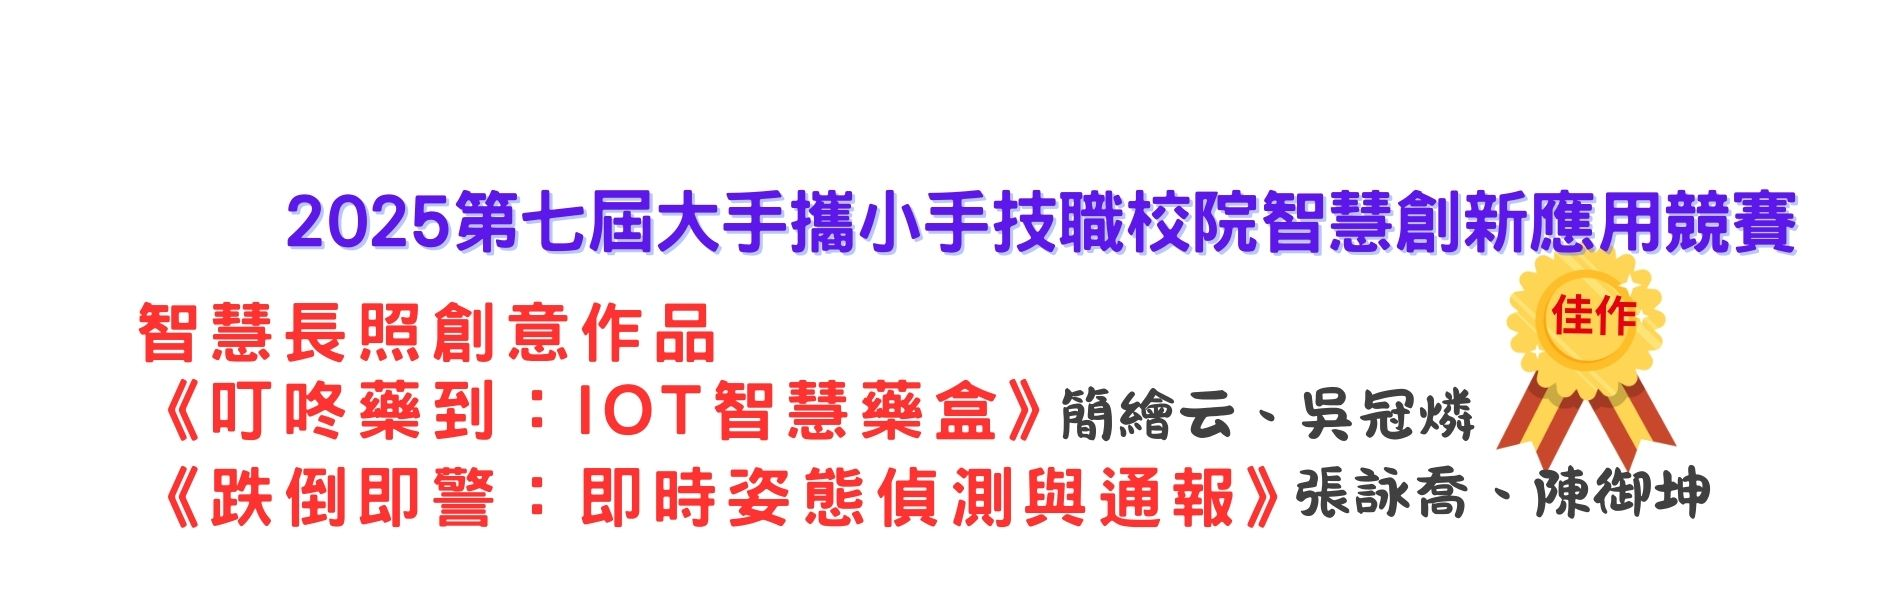 2025第七屆大手攜小手技職校院智慧創新應用競賽
佳作
智慧長照創意作品
《叮咚藥到：IOT智慧藥盒》簡繪云、吳冠燐
《跌倒即警：即時姿態偵測與通報》張詠喬、陳御坤